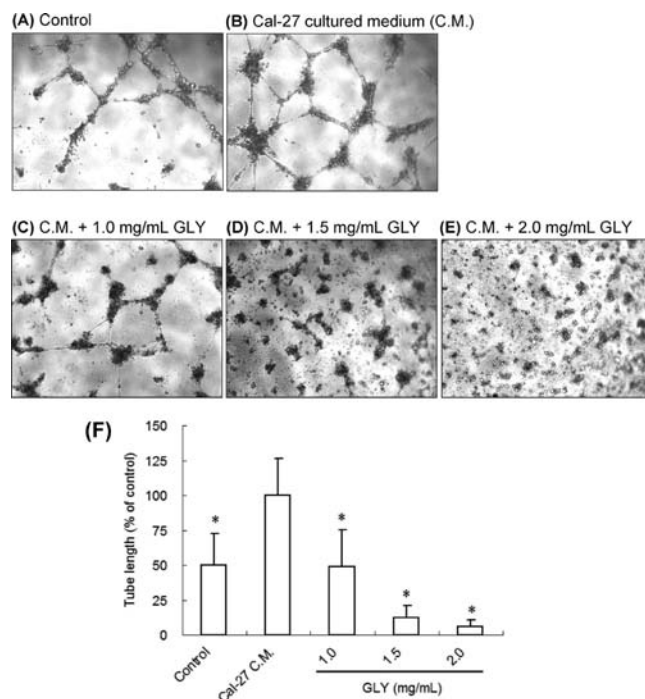 (A) Control
(B) Cal-27 cultured medium (C.M.)
(C) C.M. + 1.0 mg/mL GLY
(D) C.M. + 1.5 mg/mL GLY
(E) C.M. + 2.0 mg/mL GLY
(F)
Tube length (% of control)
150
125
100
75
50
25
0
*
*
*
*
Control
Cal-27 C.M.
1.0
1.5
2.0
GLY (mg/mL)